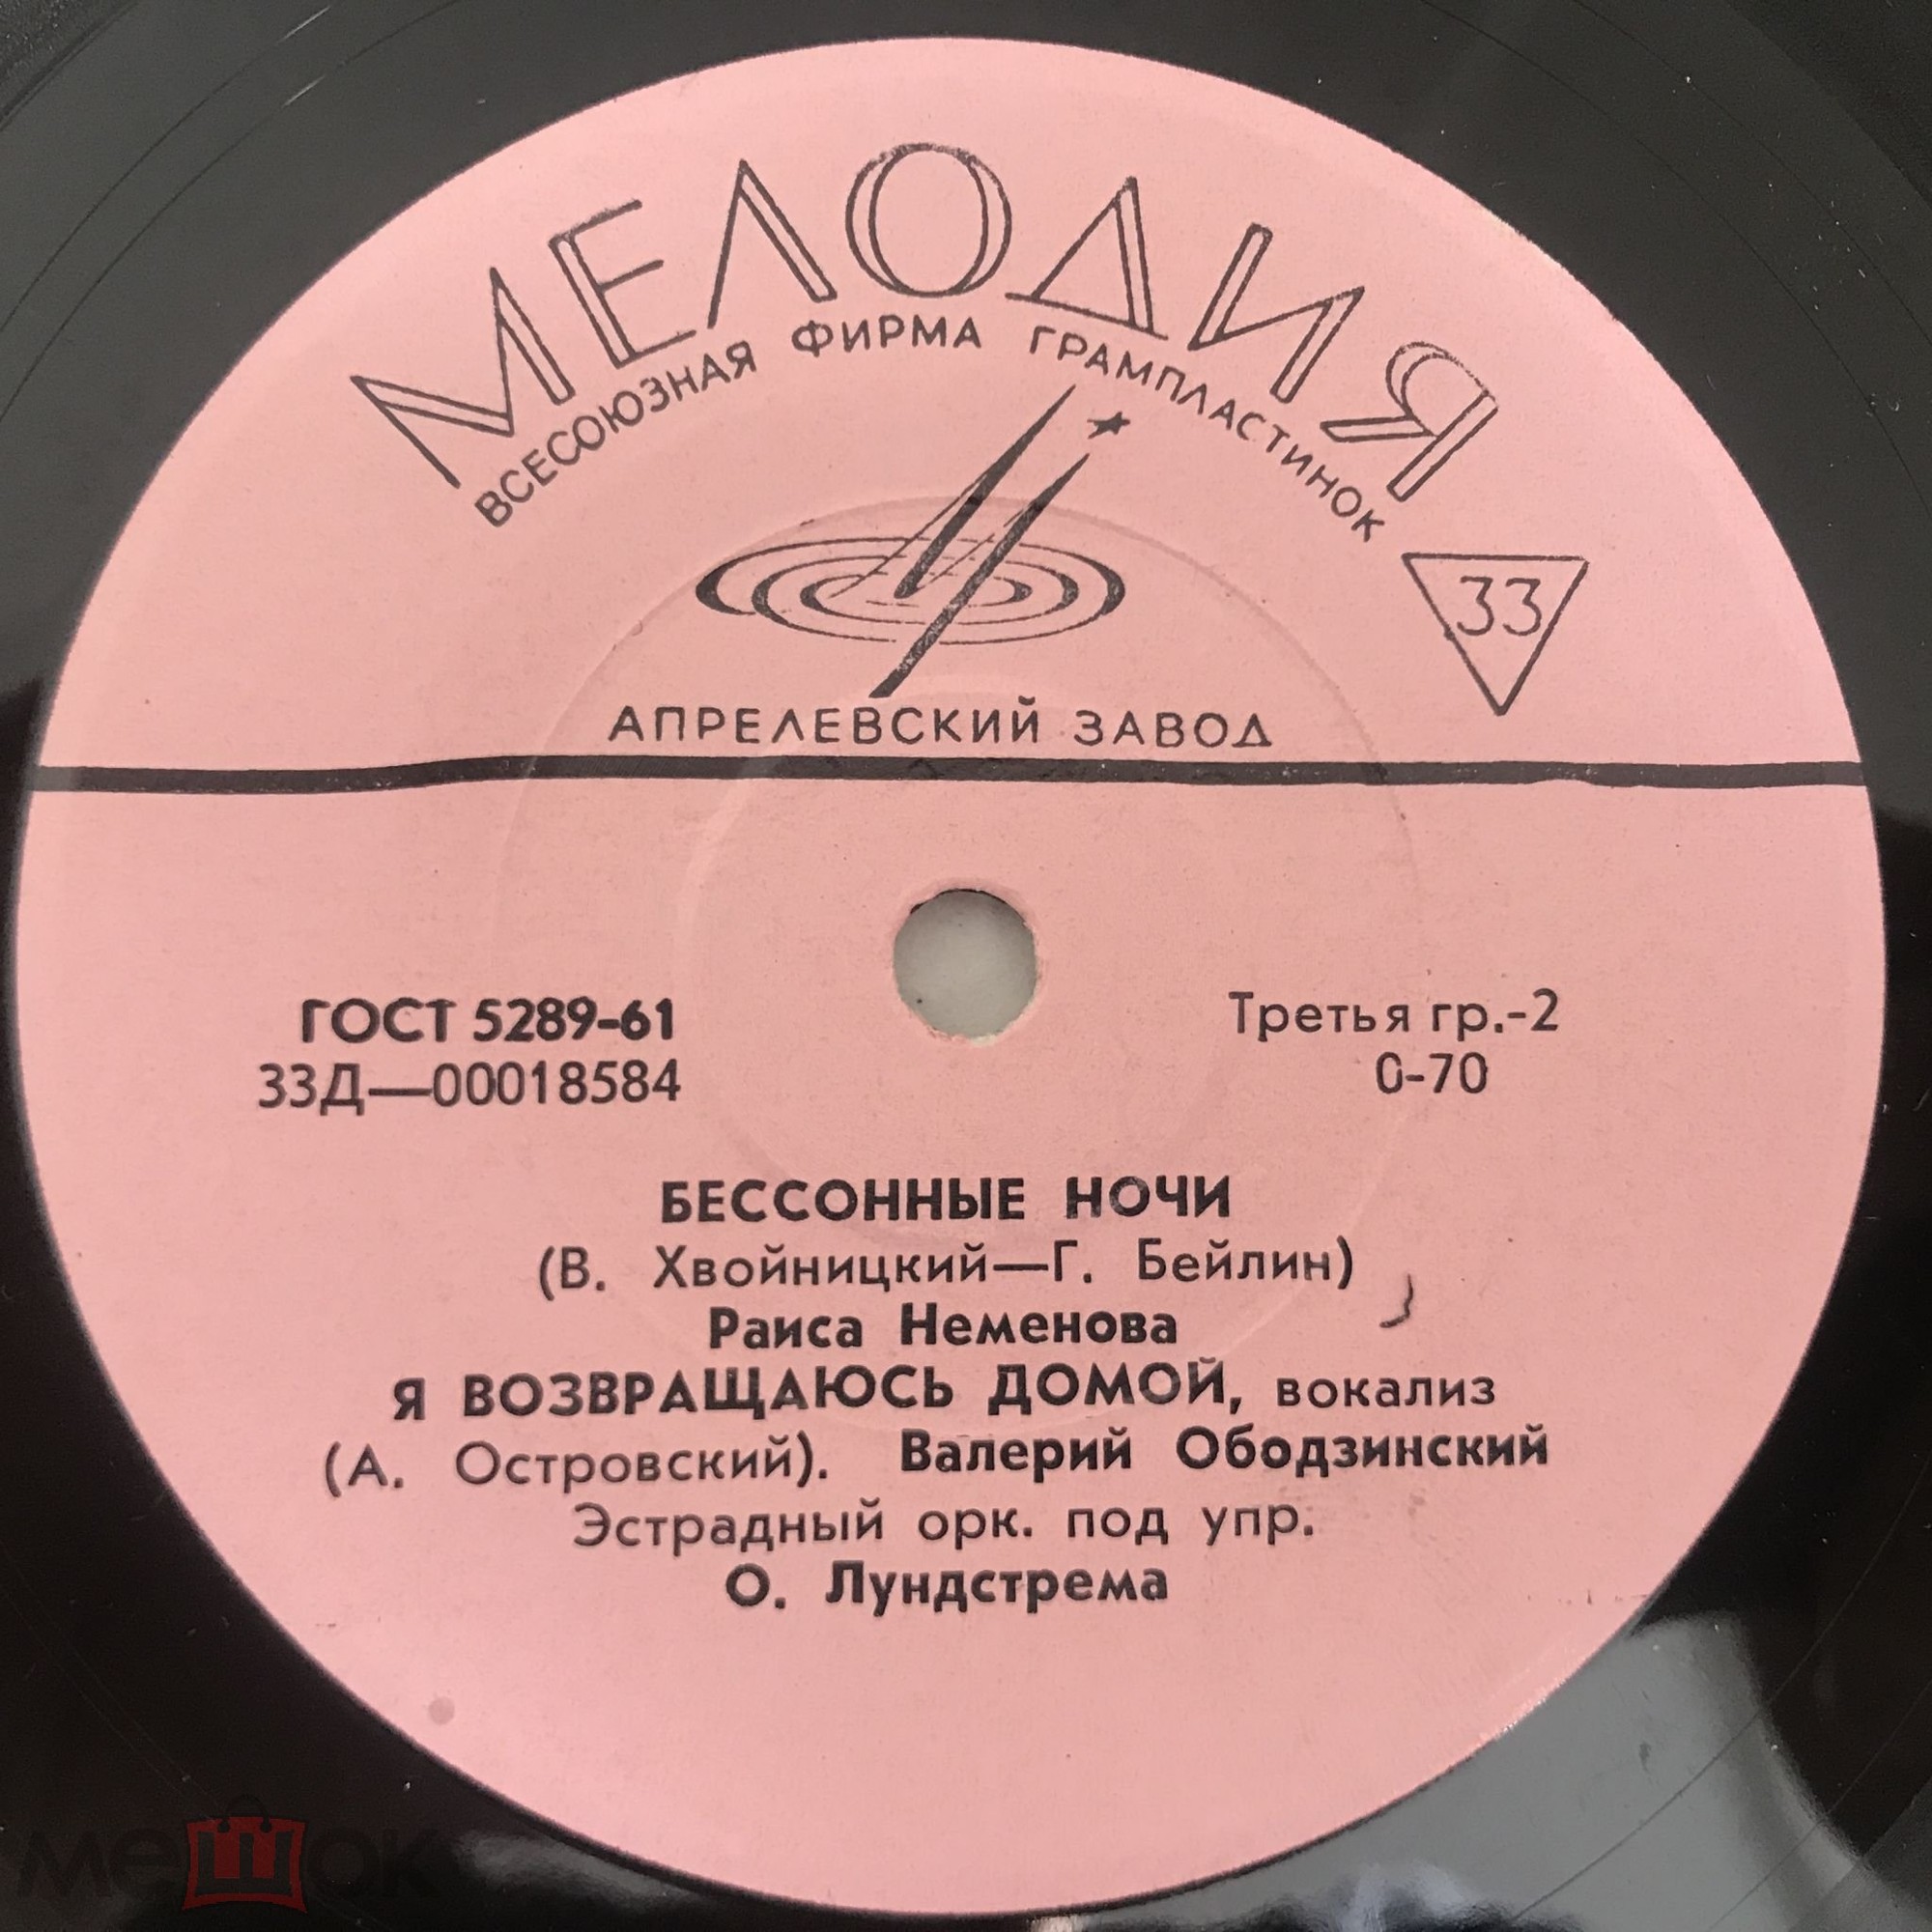 МЕЛОДИЯ
ВСЕСОЮЗНАЯ ФИРМА ГРАМПЛАСТИНОК
33
АПРЕЛЕВСКИЙ ЗАВОД
ГОСТ 5289-61
33Д—00018584
Третья гр.-2
0-70
БЕССОННЫЕ НОЧИ
(В. Хвойницкий—Г. Бейлин)
Раиса Неменова
Я ВОЗВРАЩАЮСЬ ДОМОЙ, вокализ
(А. Островский). Валерий Ободзинский
Эстрадный орк. под упр.
О. Лундстрема
мешок